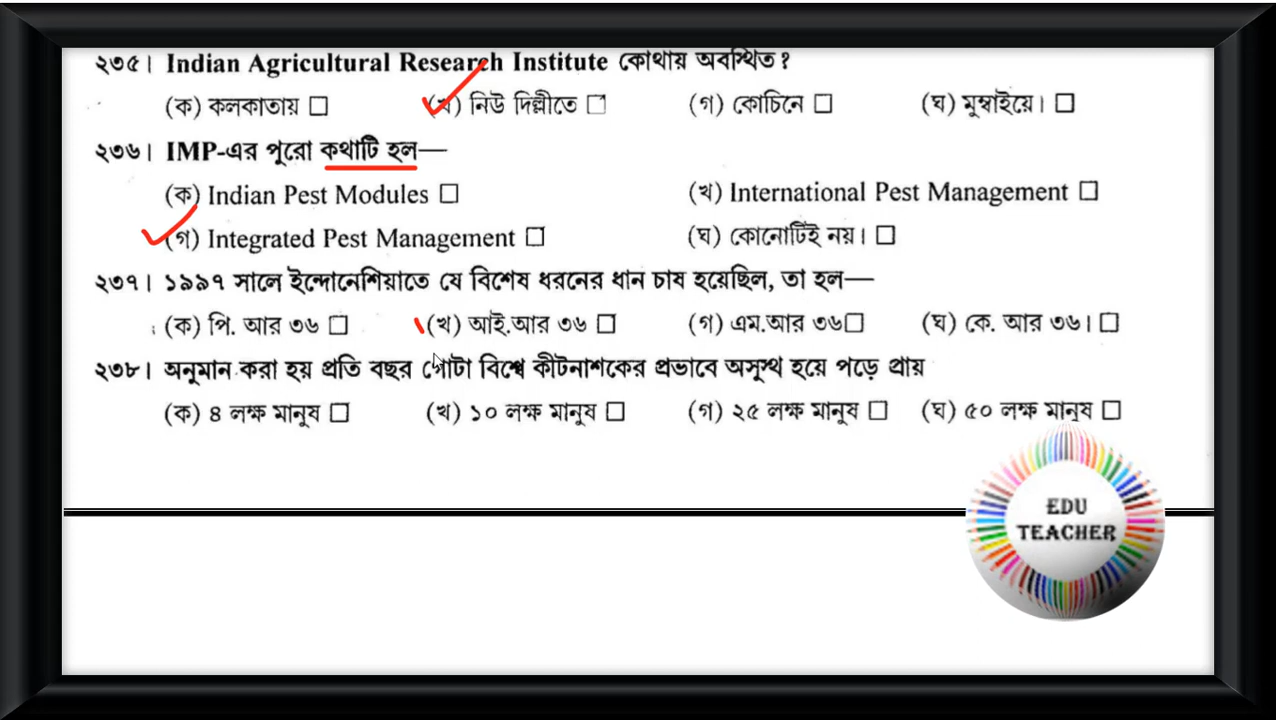 ২৩৫। Indian Agricultural Research Institute কোথায় অবস্থিত?
(ক) কলকাতায় □ (খ) নিউ দিল্লীতে □ (গ) কোচিনে □ (ঘ) মুম্বাইয়ে। □
২৩৬। IMP-এর পুরো কথাটি হল—
(ক) Indian Pest Modules □ (খ) International Pest Management □
(গ) Integrated Pest Management □ (ঘ) কোনোটিই নয়। □
২৩৭। ১৯৯৭ সালে ইন্দোনেশিয়াতে যে বিশেষ ধরনের ধান চাষ হয়েছিল, তা হল—
(ক) পি. আর ৩৬ □ (খ) আই.আর ৩৬ □ (গ) এম.আর ৩৬□ (ঘ) কে. আর ৩৬। □
২৩৮। অনুমান করা হয় প্রতি বছর গোটা বিশ্বে কীটনাশকের প্রভাবে অসুস্থ হয়ে পড়ে প্রায়
(ক) ৪ লক্ষ মানুষ □ (খ) ১০ লক্ষ মানুষ □ (গ) ২৫ লক্ষ মানুষ □ (ঘ) ৫০ লক্ষ মানুষ □
EDU
TEACHER